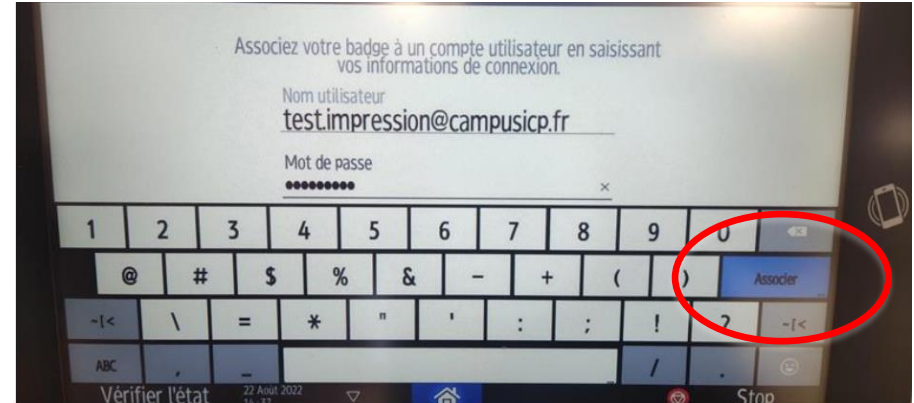 Associez votre badge à un compte utilisateur en saisissant
vos informations de connexion.
Nom utilisateur
test.impression@campusicp.fr
Mot de passe
•••••••••
×
1 2 3 4 5 6 7 8 9 0
@ # $ % & - + ( ) Associer
~[< \ = * " ' : ; ! ? ~[<
ABC , _ / .
Vérifier l'état 22 Août 2022 Stop
14:37